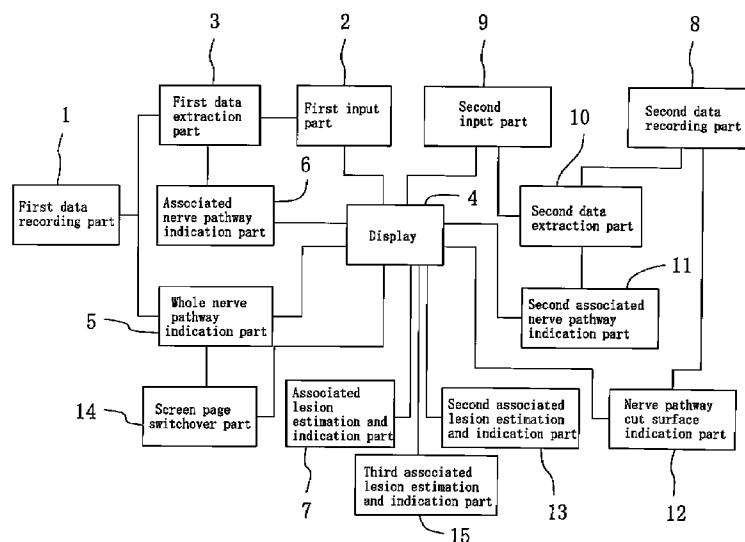 3
2
9
8
First data
extraction
part
First input
part
Second
input part
Second data
recording part
1
10
6
4
First data
recording part
Associated
nerve pathway
indication part
Display
Second data
extraction part
11
Whole nerve
pathway
indication part
5
Second associated
nerve pathway
indication part
14
Screen page
switchover part
Associated
lesion
estimation and
indication part
Second associated
lesion estimation
and indication part
Nerve pathway
cut surface
indication part
7
Third associated
lesion estimation
and indication part
13
12
15